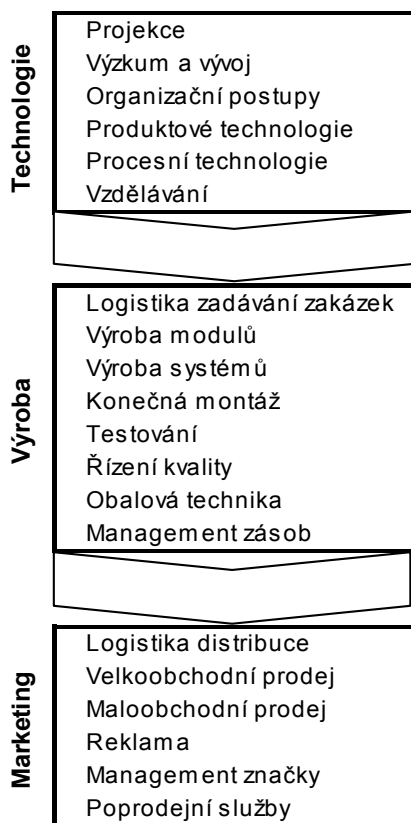 Technologie
Projekce
Výzkum a vývoj
Organizační postupy
Produktové technologie
Procesní technologie
Vzdělávání
Výroba
Logistika zadávání zakázek
Výroba modulů
Výroba systémů
Konečná montáž
Testování
Řízení kvality
Obalová technika
Management zásob
Marketing
Logistika distribuce
Velkoobchodní prodej
Maloobchodní prodej
Reklama
Management značky
Poprodejní služby